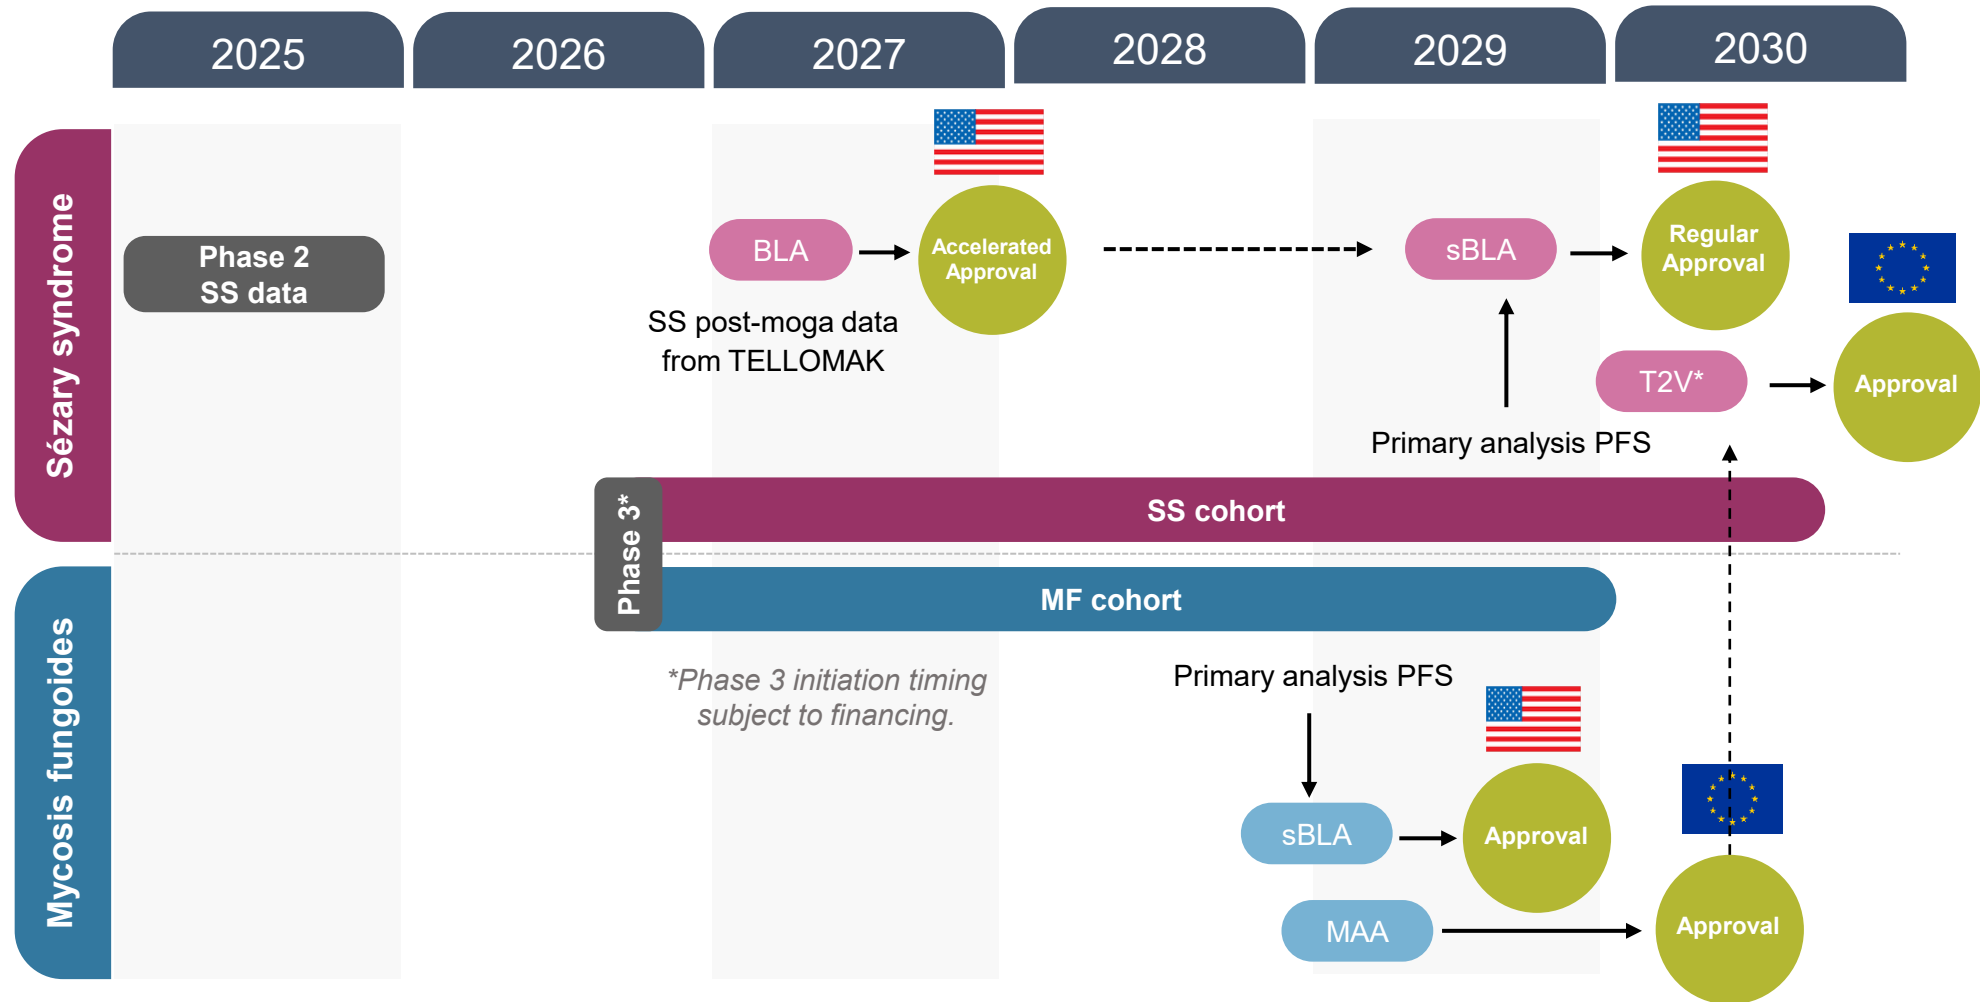 2025
2026
2027
2028
2029
2030
Sézary syndrome
Phase 2
SS data
BLA
Accelerated
Approval
SS post-moga data
from TELLOMAK
sBLA
Regular
Approval
T2V*
Approval
Primary analysis PFS
Phase 3*
SS cohort
Mycosis fungoides
MF cohort
*Phase 3 initiation timing
subject to financing.
Primary analysis PFS
sBLA
Approval
MAA
Approval